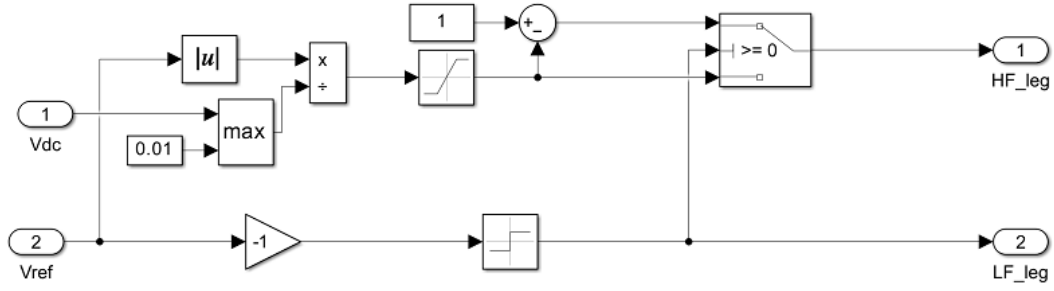 1
+
-
|u|
x
÷
>= 0
1
HF_leg
1
Vdc
max
0.01
2
Vref
-1
2
LF_leg